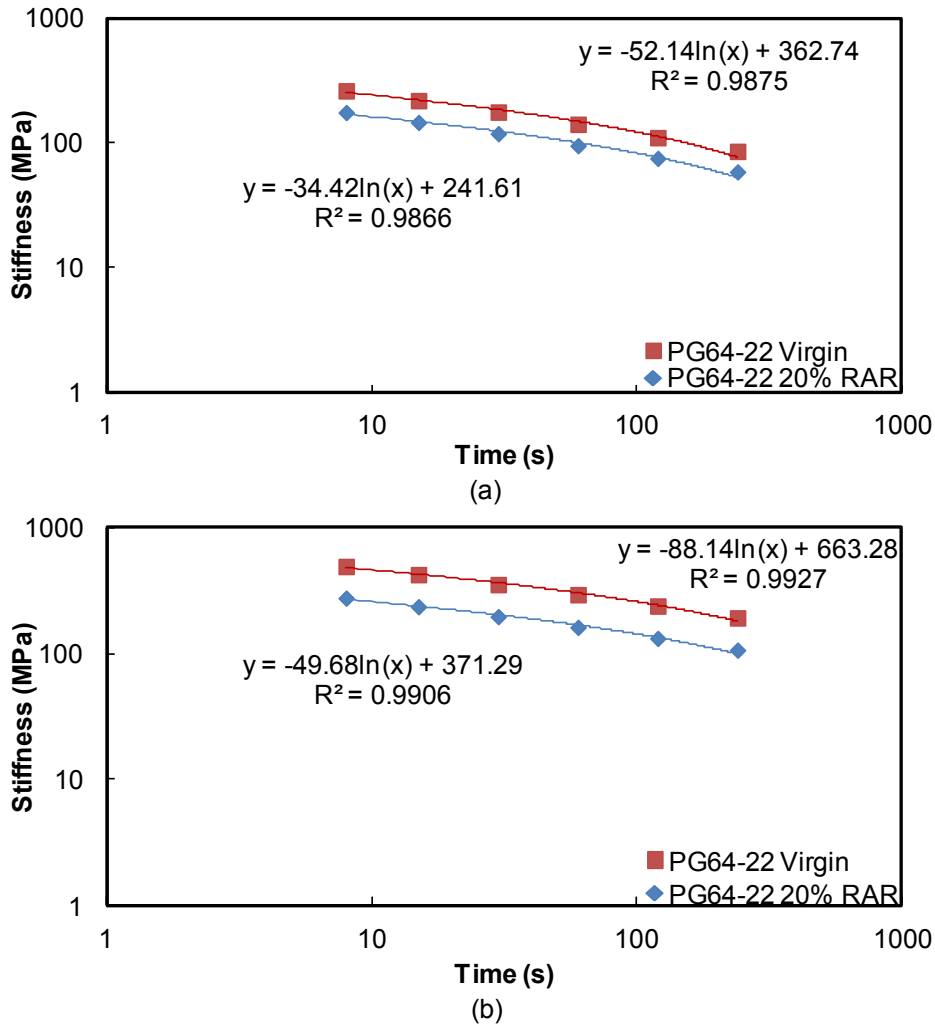 1000
y = -52.14ln(x) + 362.74
R² = 0.9875
100
y = -34.42ln(x) + 241.61
R² = 0.9866
Stiffness (MPa)
10
PG64-22 Virgin
PG64-22 20% RAR
1
1 10 100 1000
Time (s)
(a)
1000
y = -88.14ln(x) + 663.28
R² = 0.9927
100
y = -49.68ln(x) + 371.29
R² = 0.9906
Stiffness (MPa)
10
PG64-22 Virgin
PG64-22 20% RAR
1
1 10 100 1000
Time (s)
(b)